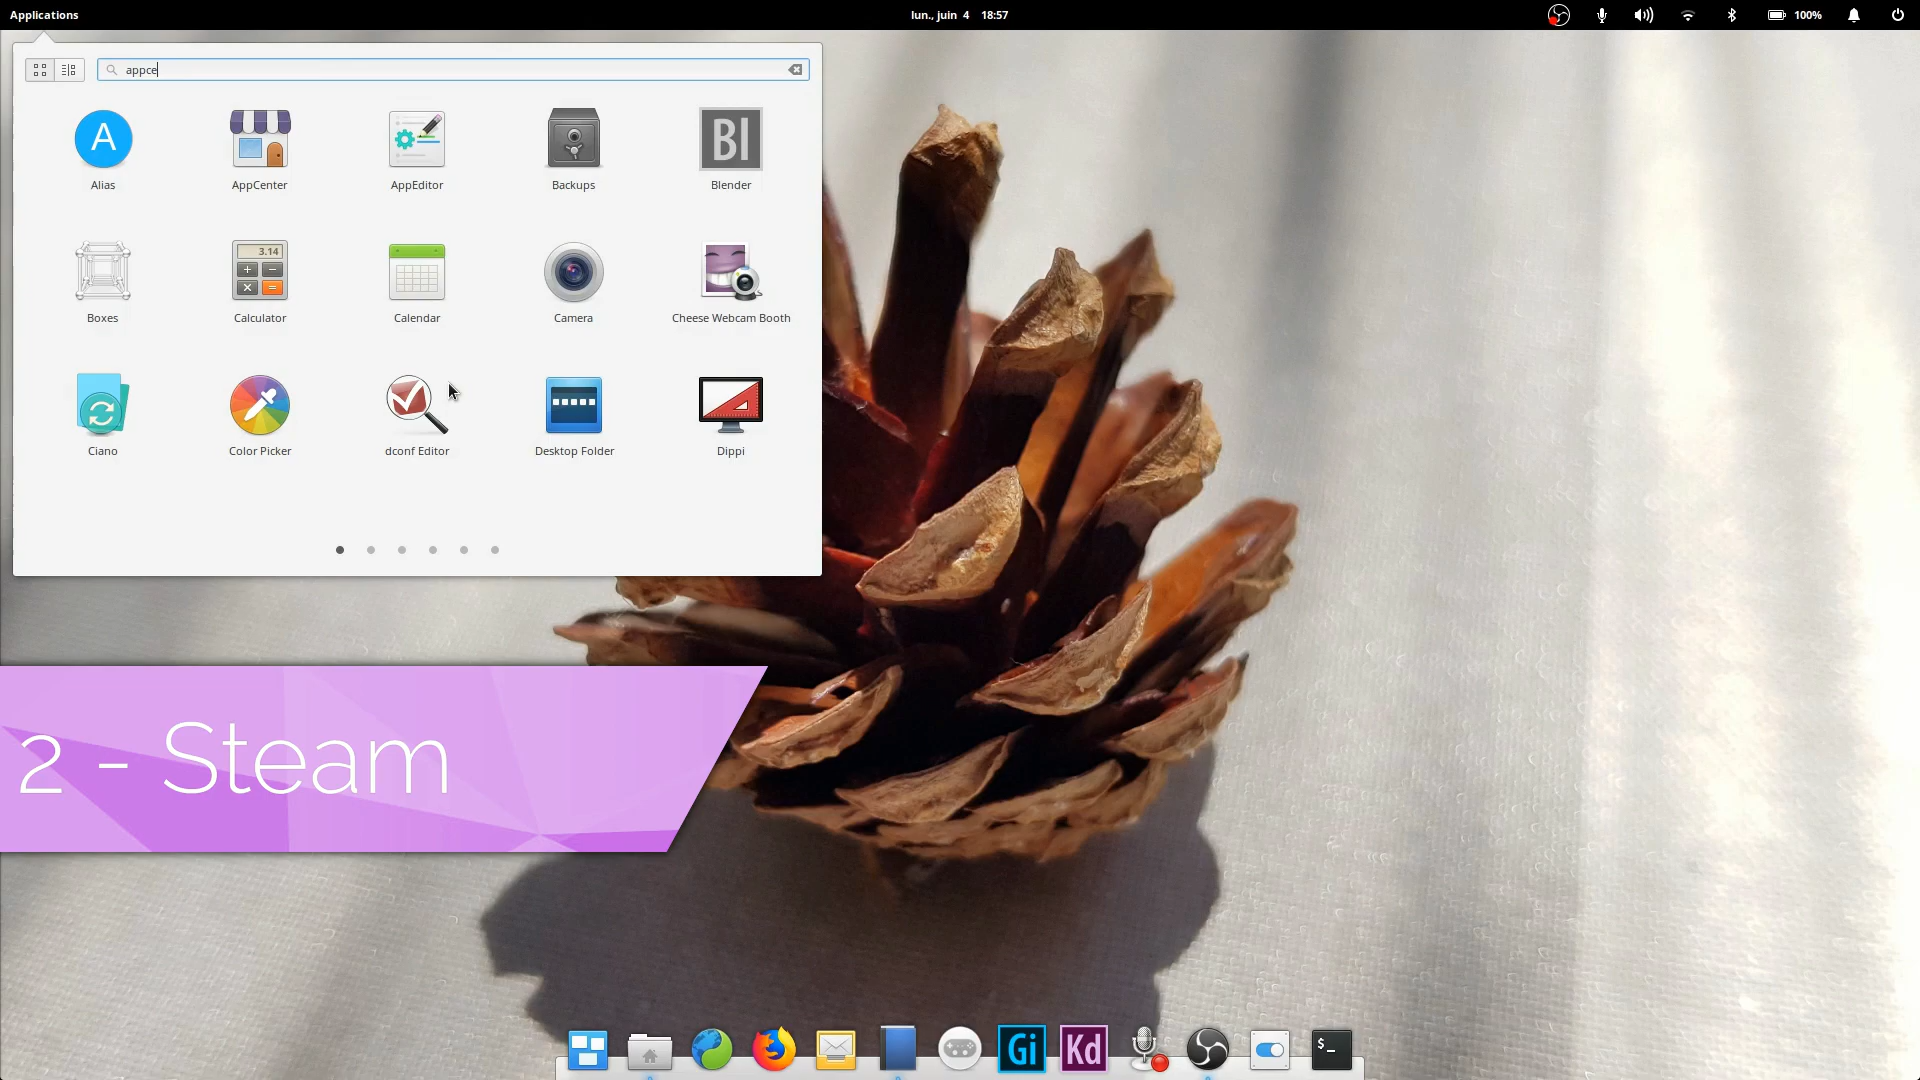 Applications
lun., juin 4 18:57
100%
appce
A
Bl
Alias
AppCenter
AppEditor
Backups
Blender
3.14
Boxes
Calculator
Calendar
Camera
Cheese Webcam Booth
Ciano
Color Picker
dconf Editor
Desktop Folder
Dippi
2 - Steam
Gi
Kd
$_